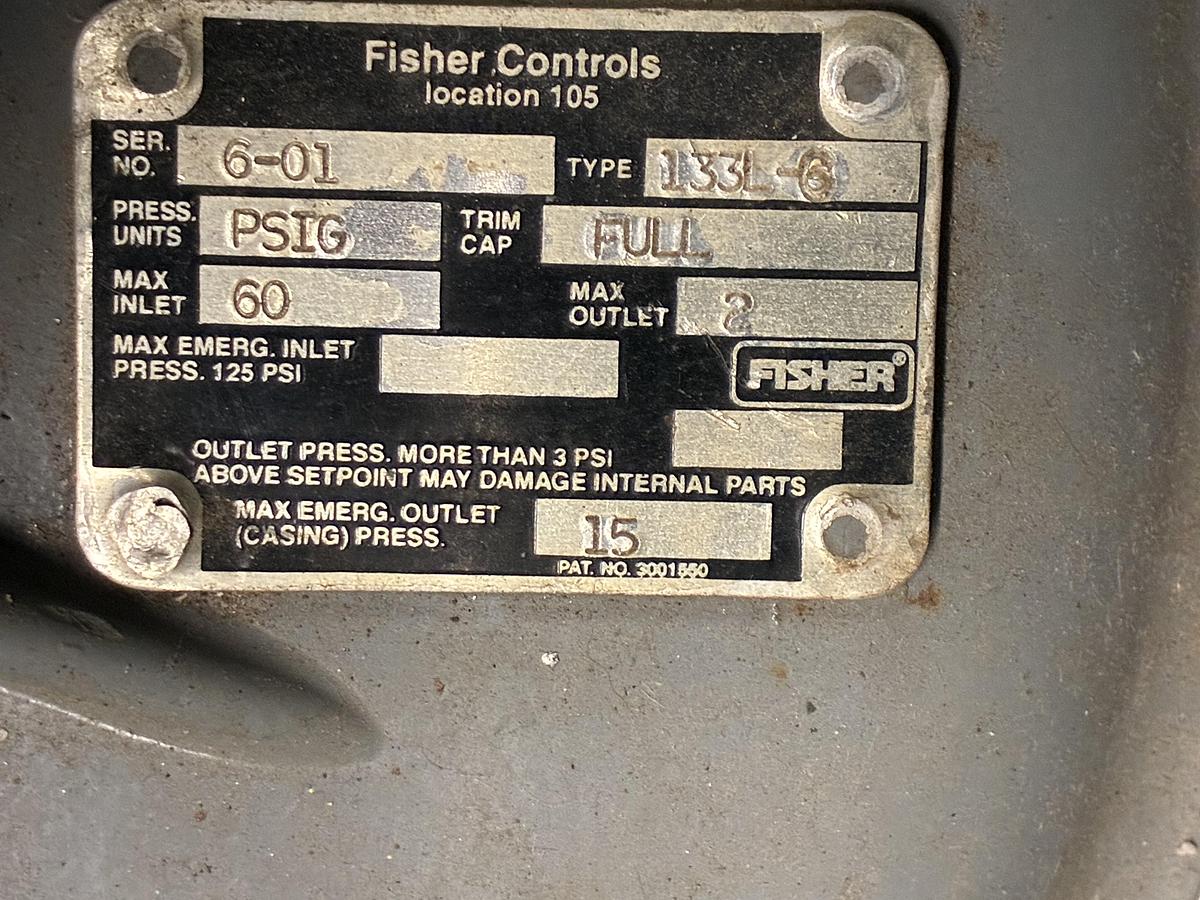 Fisher Controls
location 105
SER. NO. 6-01
TYPE 133L-6
PRESS. UNITS PSIG
TRIM CAP FULL
MAX INLET 60
MAX OUTLET 2
MAX EMERG. INLET
PRESS. 125 PSI
FISHER®
OUTLET PRESS. MORE THAN 3 PSI
ABOVE SETPOINT MAY DAMAGE INTERNAL PARTS
MAX EMERG. OUTLET
(CASING) PRESS. 15
PAT. NO. 3001550